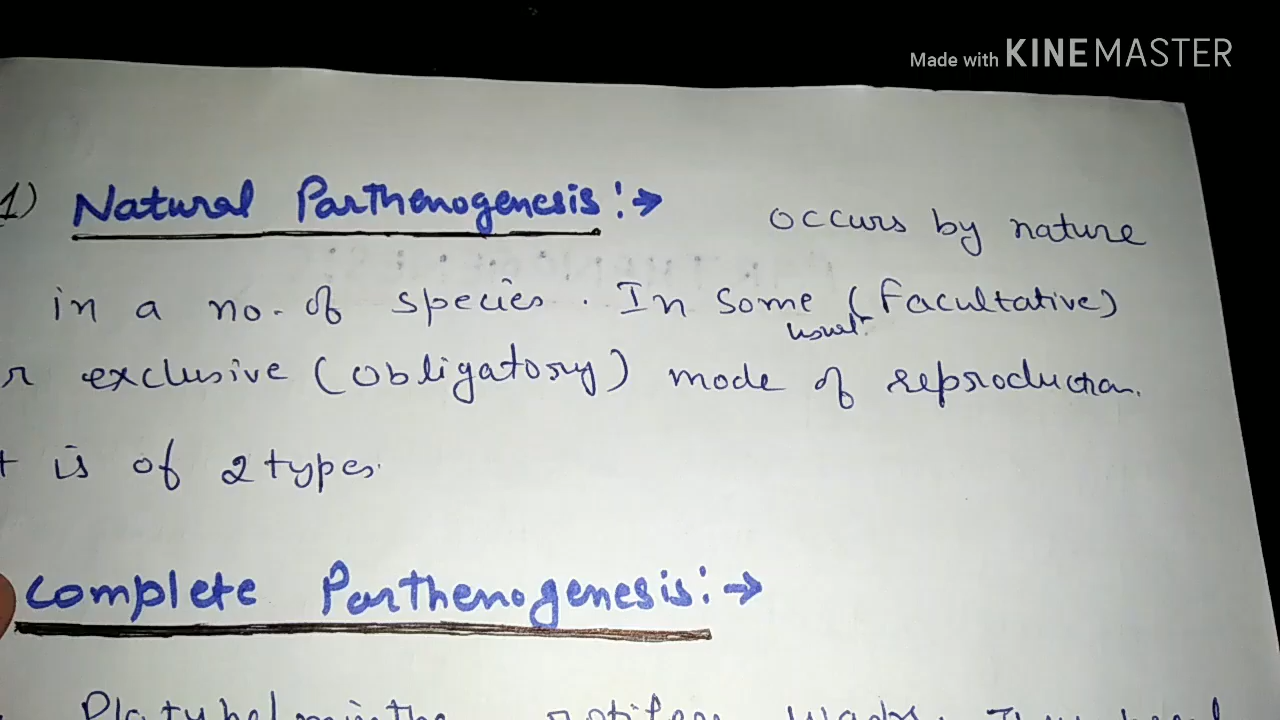 Made with KINEMASTER
1) Natural Parthenogenesis:→ occurs by nature
in a no. of species. In some (facultative)
usual
r exclusive (obligatory) mode of reproduction.
t is of 2 types.
Complete Parthenogenesis:→